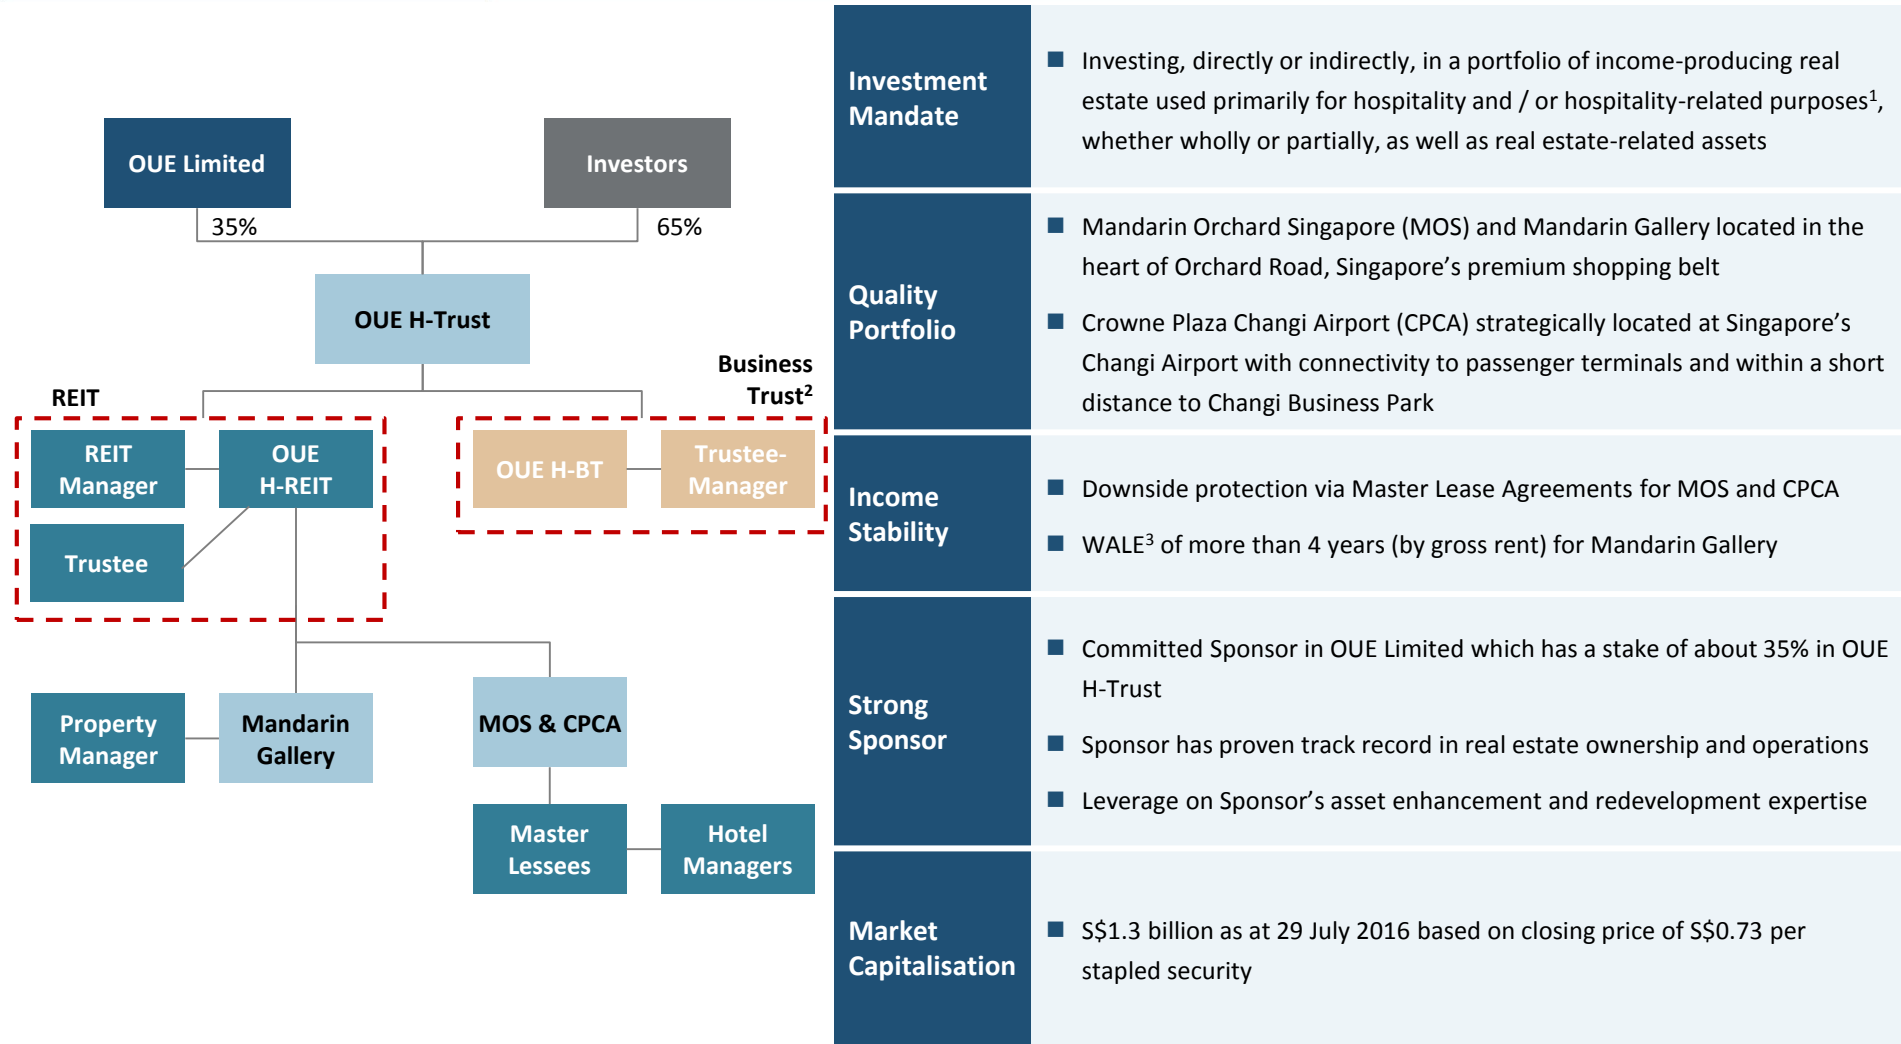 OUE Limited
Investors
35%
65%
OUE H-Trust
REIT
Business
Trust²
REIT
Manager
OUE
H-REIT
Trustee
OUE H-BT
Trustee-
Manager
Property
Manager
Mandarin
Gallery
MOS & CPCA
Master
Lessees
Hotel
Managers
Investment
Mandate
■ Investing, directly or indirectly, in a portfolio of income-producing real
estate used primarily for hospitality and / or hospitality-related purposes¹,
whether wholly or partially, as well as real estate-related assets
Quality
Portfolio
■ Mandarin Orchard Singapore (MOS) and Mandarin Gallery located in the
heart of Orchard Road, Singapore’s premium shopping belt
■ Crowne Plaza Changi Airport (CPCA) strategically located at Singapore’s
Changi Airport with connectivity to passenger terminals and within a short
distance to Changi Business Park
Income
Stability
■ Downside protection via Master Lease Agreements for MOS and CPCA
■ WALE³ of more than 4 years (by gross rent) for Mandarin Gallery
Strong
Sponsor
■ Committed Sponsor in OUE Limited which has a stake of about 35% in OUE
H-Trust
■ Sponsor has proven track record in real estate ownership and operations
■ Leverage on Sponsor’s asset enhancement and redevelopment expertise
Market
Capitalisation
■ S$1.3 billion as at 29 July 2016 based on closing price of S$0.73 per
stapled security